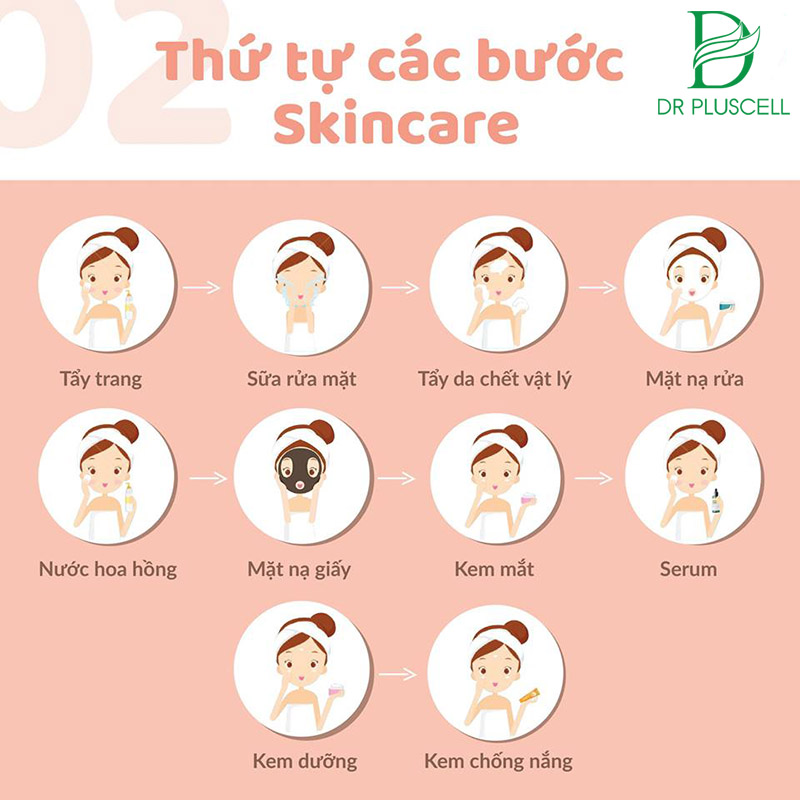 02
Thứ tự các bước
Skincare
DR PLUSCELL
Tẩy trang
Sữa rửa mặt
Tẩy da chết vật lý
Mặt nạ rửa
Nước hoa hồng
Mặt nạ giấy
Kem mắt
Serum
Kem dưỡng
Kem chống nắng